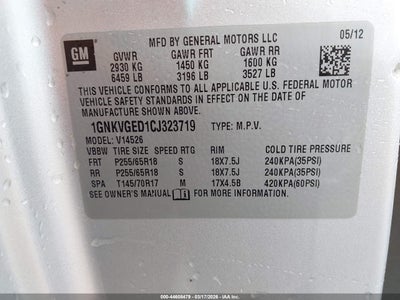 GM
MFD BY GENERAL MOTORS LLC 05/12
GVWR GAWR FRT GAWR RR
2930 KG 1450 KG 1600 KG
6459 LB 3196 LB 3527 LB
THIS VEHICLE CONFORMS TO ALL APPLICABLE U.S. FEDERAL MOTOR
VEHICLE SAFETY STANDARDS IN EFFECT ON THE DATE OF
MANUFACTURE SHOWN ABOVE.
1GNKVGED1CJ323719 TYPE: M.P.V.
MODEL: V14526
VBBW TIRE SIZE SPEED RTG RIM COLD TIRE PRESSURE
FRT P255/65R18 S 18X7.5J 240KPA(35PSI)
RR P255/65R18 S 18X7.5J 240KPA(35PSI)
SPA T145/70R17 M 17X4.5B 420KPA(60PSI)
SEE OWNER'S MANUAL FOR ADDITIONAL INFORMATION
000-44608479 - 03/17/2026 - IAA, Inc.